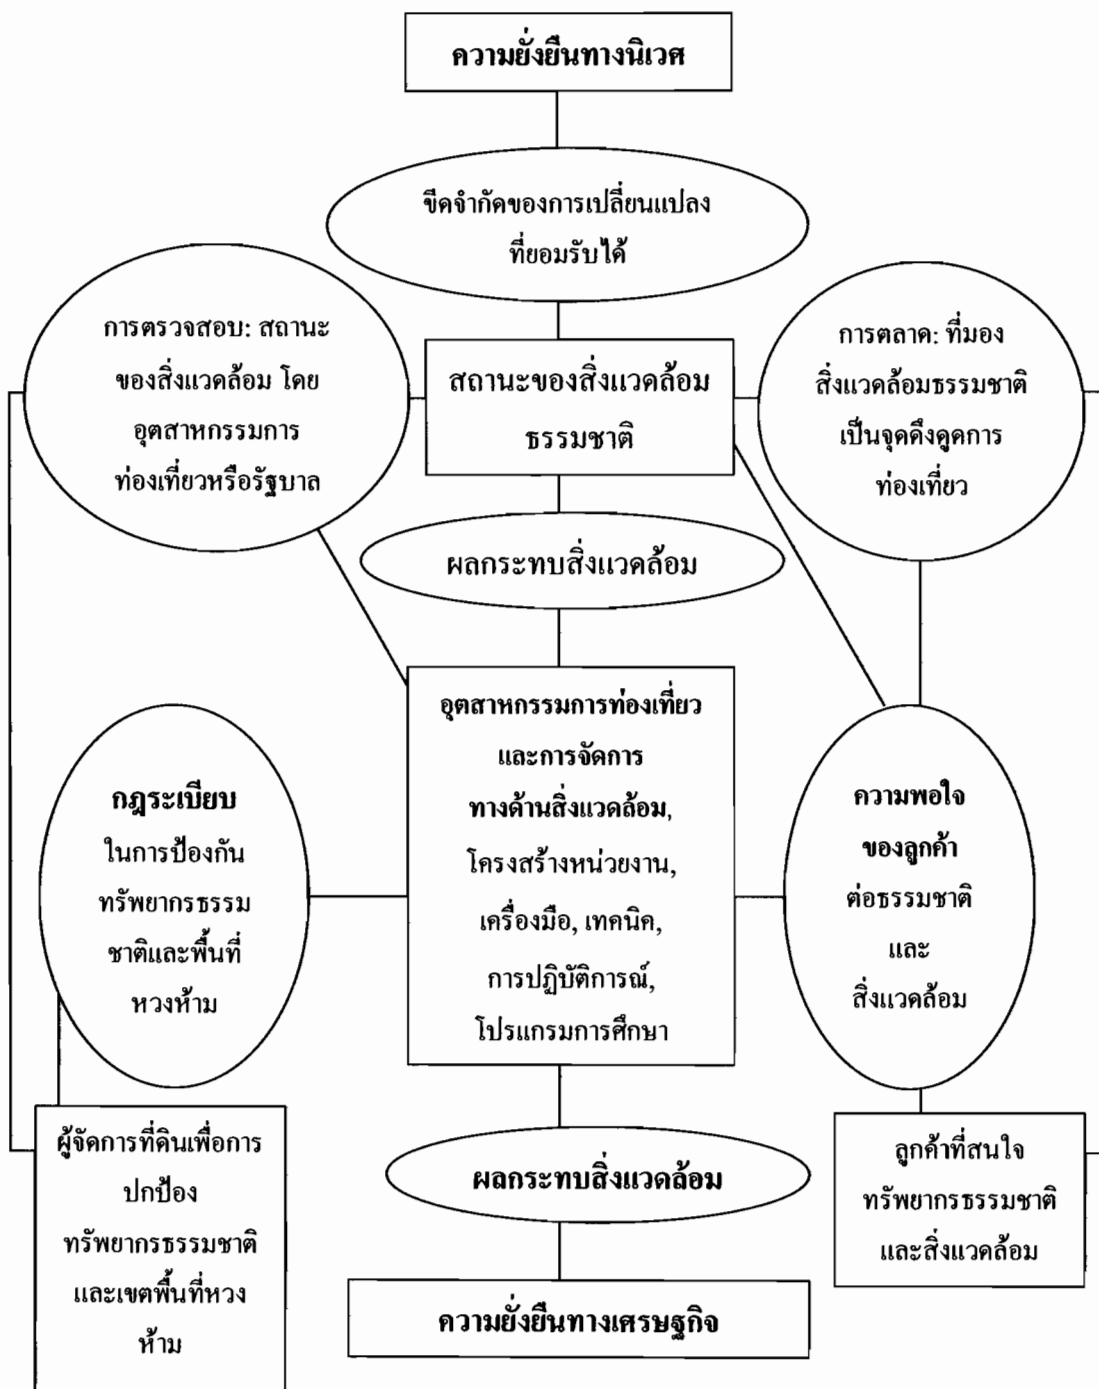 ความยั่งยืนทางนิเวศ
ขีดจำกัดของการเปลี่ยนแปลง
ที่ยอมรับได้
การตรวจสอบ: สถานะ
ของสิ่งแวดล้อม โดย
อุตสาหกรรมการ
ท่องเที่ยวหรือรัฐบาล
สถานะของสิ่งแวดล้อม
ธรรมชาติ
การตลาด: ที่มอง
สิ่งแวดล้อมธรรมชาติ
เป็นจุดดึงดูดการ
ท่องเที่ยว
ผลกระทบสิ่งแวดล้อม
กฎระเบียบ
ในการป้องกัน
ทรัพยากรธรรม
ชาติและพื้นที่
หวงห้าม
อุตสาหกรรมการท่องเที่ยว
และการจัดการ
ทางด้านสิ่งแวดล้อม,
โครงสร้างหน่วยงาน,
เครื่องมือ, เทคนิค,
การปฏิบัติการณ์,
โปรแกรมการศึกษา
ความพอใจ
ของลูกค้า
ต่อธรรมชาติ
และ
สิ่งแวดล้อม
ผู้จัดการที่ดินเพื่อการ
ปกป้อง
ทรัพยากรธรรมชาติ
และเขตพื้นที่หวง
ห้าม
ผลกระทบสิ่งแวดล้อม
ลูกค้าที่สนใจ
ทรัพยากรธรรมชาติ
และสิ่งแวดล้อม
ความยั่งยืนทางเศรษฐกิจ